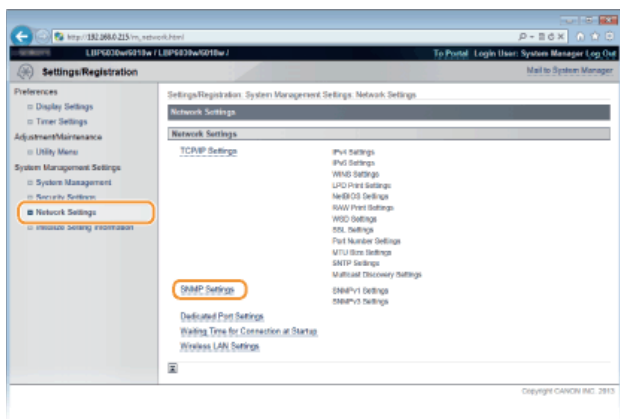 http://192.168.0.215/m_network.html
LBP6030w/6018w / LBP6030w/6018w /
To Portal Login User: System Manager Log Out
Settings/Registration
Mail to System Manager
Preferences
Display Settings
Timer Settings
Adjustment/Maintenance
Utility Menu
System Management Settings
System Management
Security Settings
Network Settings
Initialize Setting Information
Settings/Registration: System Management Settings: Network Settings
Network Settings
Network Settings
TCP/IP Settings
IPv4 Settings
IPv6 Settings
WINS Settings
LPD Print Settings
NetBIOS Settings
RAW Print Settings
WSD Settings
SSL Settings
Port Number Settings
MTU Size Settings
SNTP Settings
Multicast Discovery Settings
SNMP Settings
SNMPv1 Settings
SNMPv3 Settings
Dedicated Port Settings
Waiting Time for Connection at Startup
Wireless LAN Settings
Copyright CANON INC. 2013